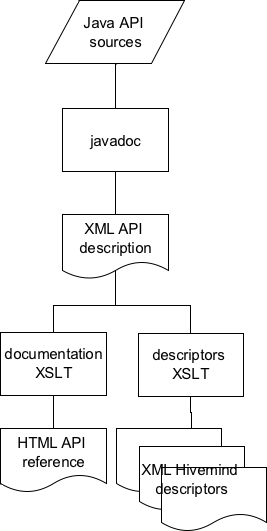 Java API
sources
javadoc
XML API
description
documentation
XSLT
descriptors
XSLT
HTML API
reference
XML Hivemind
descriptors